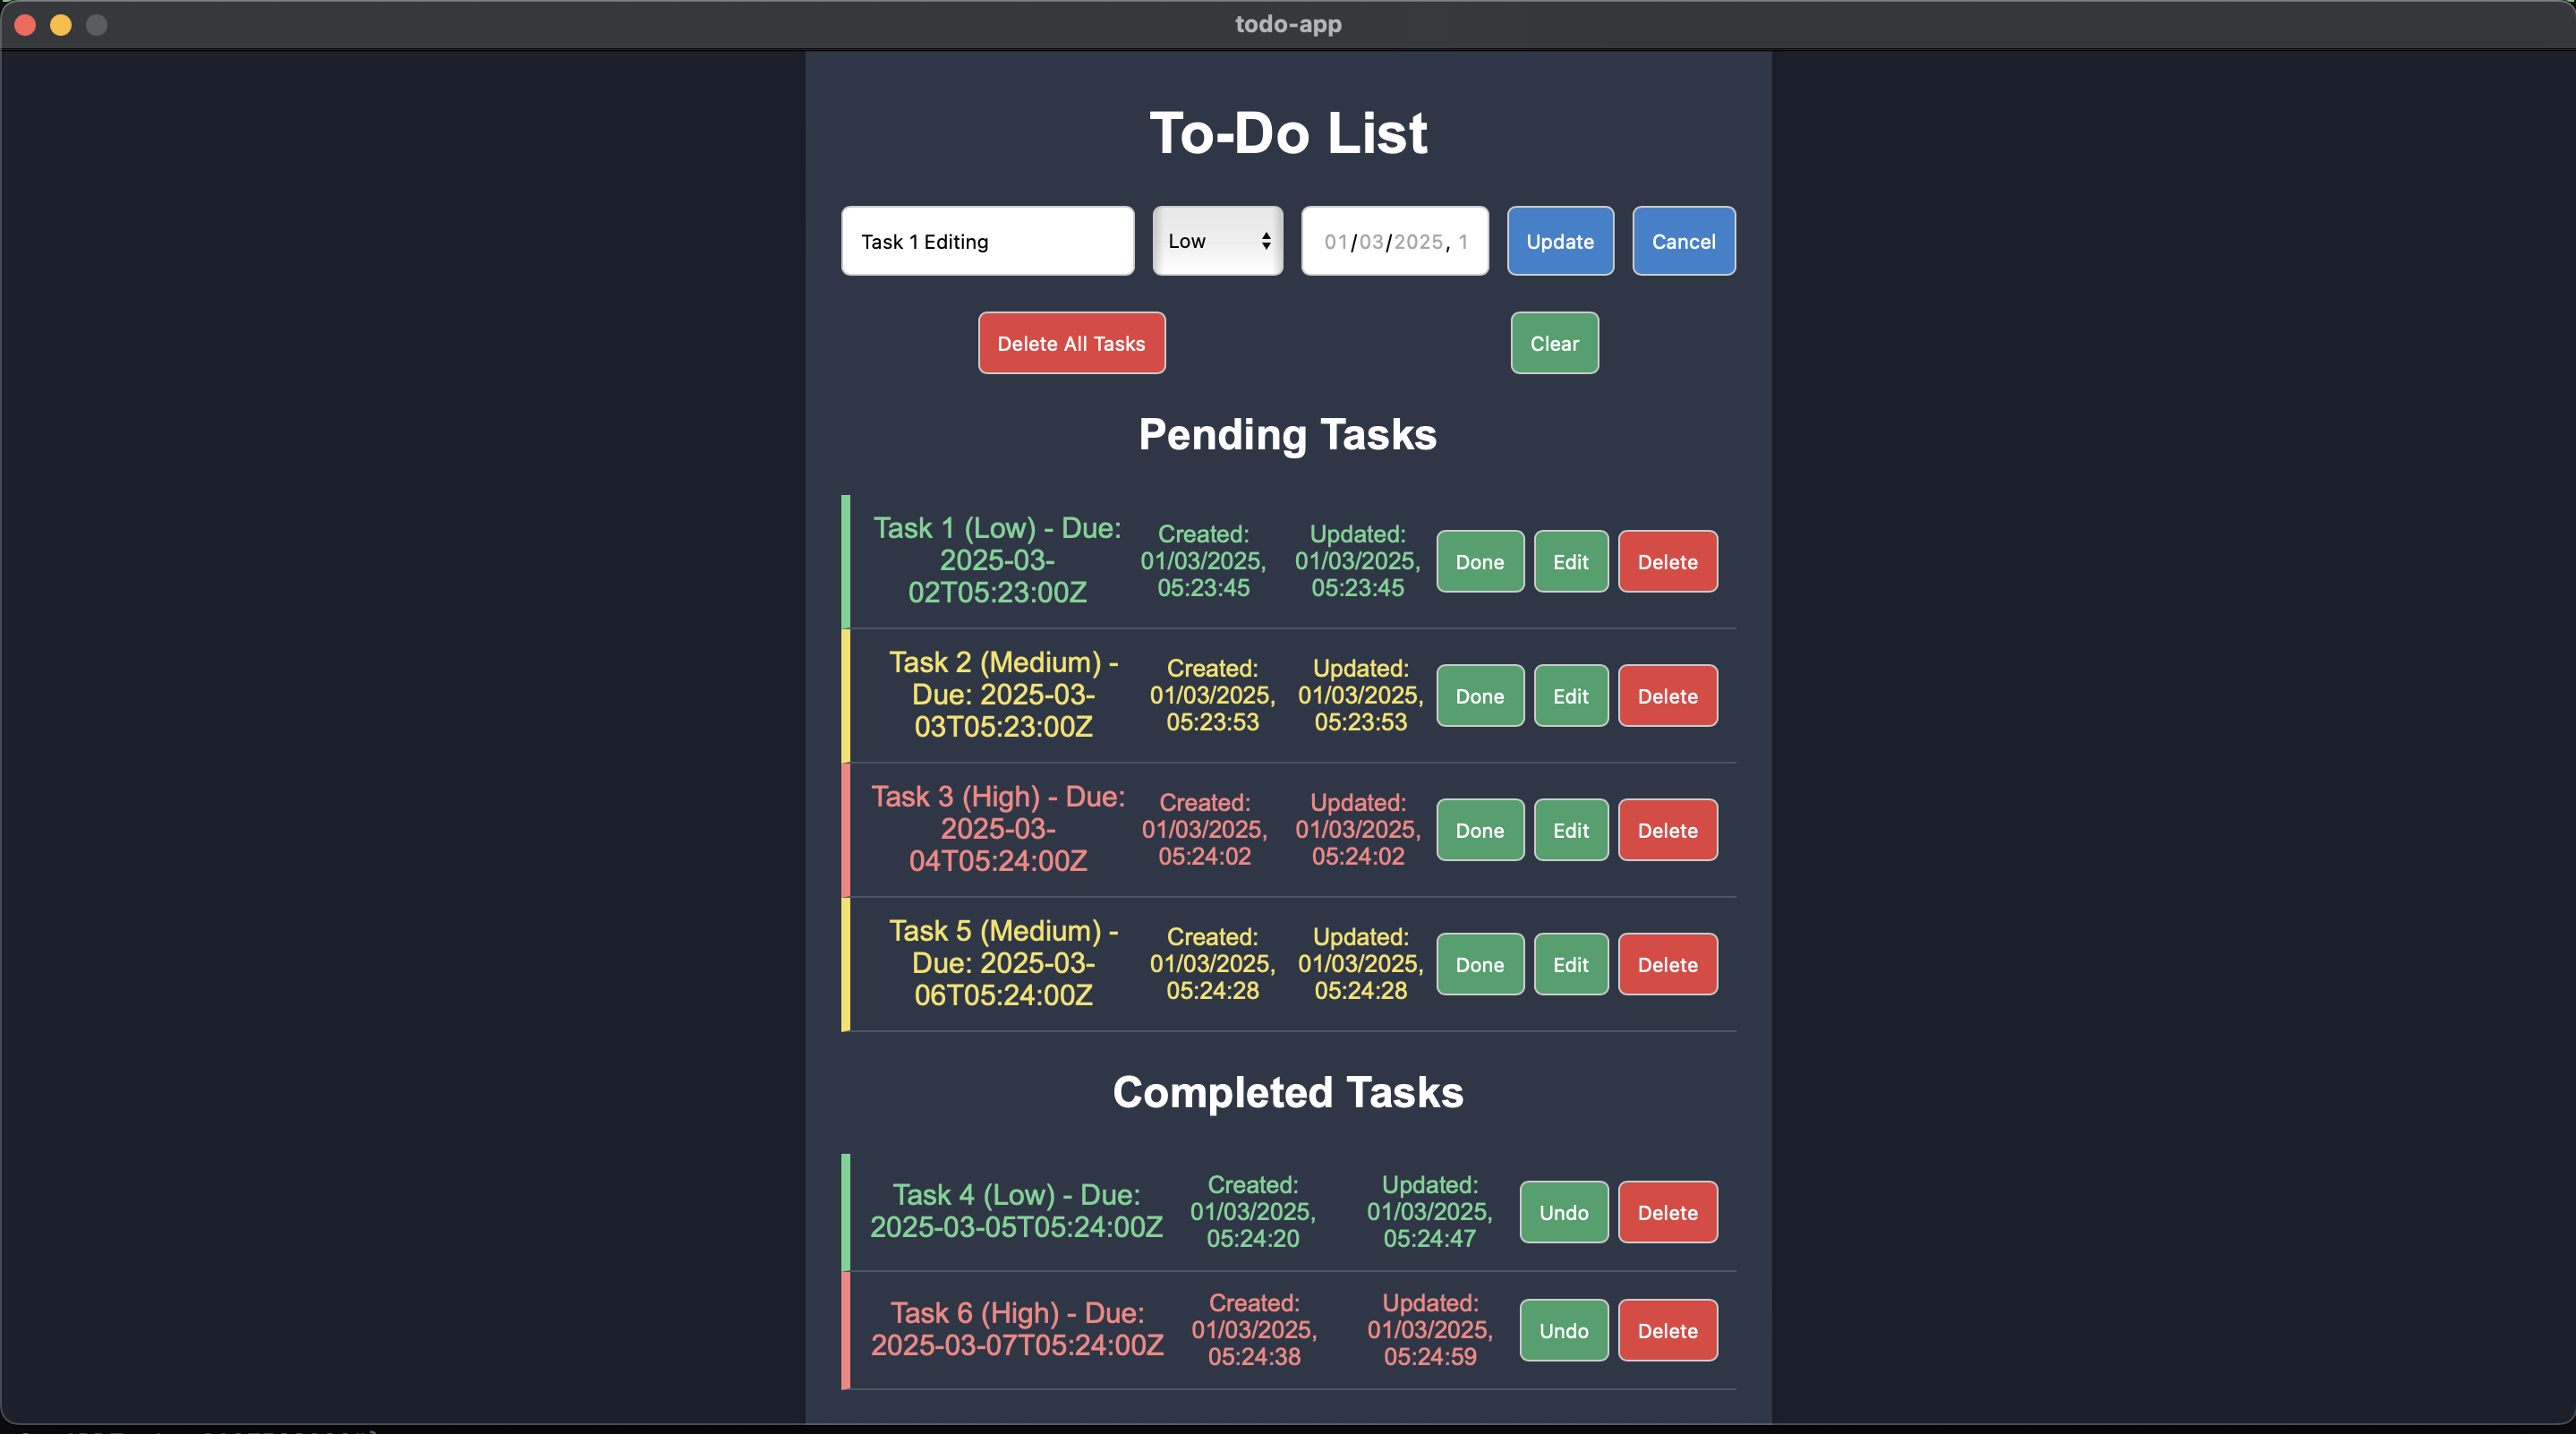 todo-app
To-Do List
Task 1 Editing
Low
01/03/2025, 1
Update
Cancel
Delete All Tasks
Clear
Pending Tasks
Task 1 (Low) - Due:
2025-03-
02T05:23:00Z
Created:
01/03/2025,
05:23:45
Updated:
01/03/2025,
05:23:45
Done
Edit
Delete
Task 2 (Medium) -
Due: 2025-03-
03T05:23:00Z
Created:
01/03/2025,
05:23:53
Updated:
01/03/2025,
05:23:53
Done
Edit
Delete
Task 3 (High) - Due:
2025-03-
04T05:24:00Z
Created:
01/03/2025,
05:24:02
Updated:
01/03/2025,
05:24:02
Done
Edit
Delete
Task 5 (Medium) -
Due: 2025-03-
06T05:24:00Z
Created:
01/03/2025,
05:24:28
Updated:
01/03/2025,
05:24:28
Done
Edit
Delete
Completed Tasks
Task 4 (Low) - Due:
2025-03-05T05:24:00Z
Created:
01/03/2025,
05:24:20
Updated:
01/03/2025,
05:24:47
Undo
Delete
Task 6 (High) - Due:
2025-03-07T05:24:00Z
Created:
01/03/2025,
05:24:38
Updated:
01/03/2025,
05:24:59
Undo
Delete